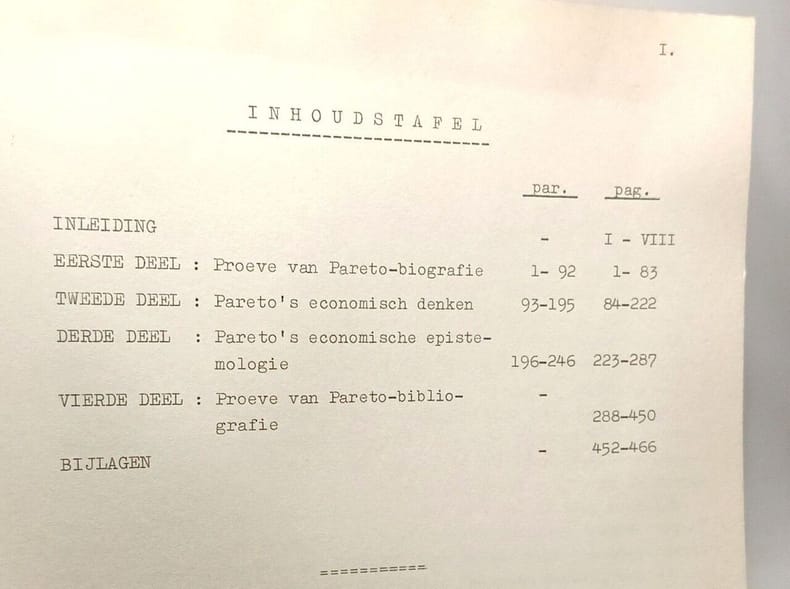 I.
INHOUDSTAFEL
par. pag.
INLEIDING - I - VIII
EERSTE DEEL : Proeve van Pareto-biografie 1- 92 1- 83
TWEEDE DEEL : Pareto's economisch denken 93-195 84-222
DERDE DEEL : Pareto's economische episte-
mologie 196-246 223-287
VIERDE DEEL : Proeve van Pareto-biblio- -
grafie 288-450
BIJLAGEN - 452-466
===========